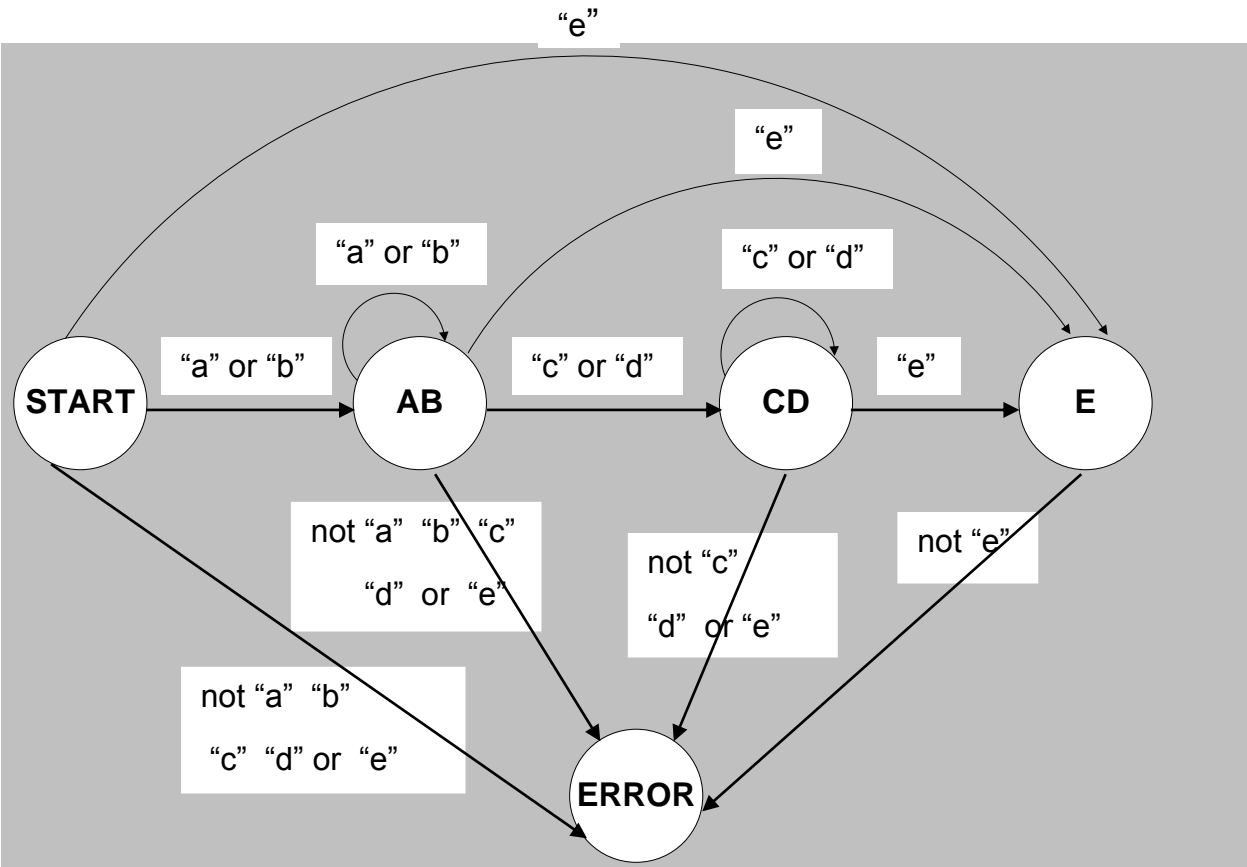 “e”
“e”
“a” or “b”
“c” or “d”
“a” or “b”
“c” or “d”
“e”
START
AB
CD
E
not “a” “b” “c”
“d” or “e”
not “c”
“d” or “e”
not “e”
not “a” “b”
“c” “d” or “e”
ERROR